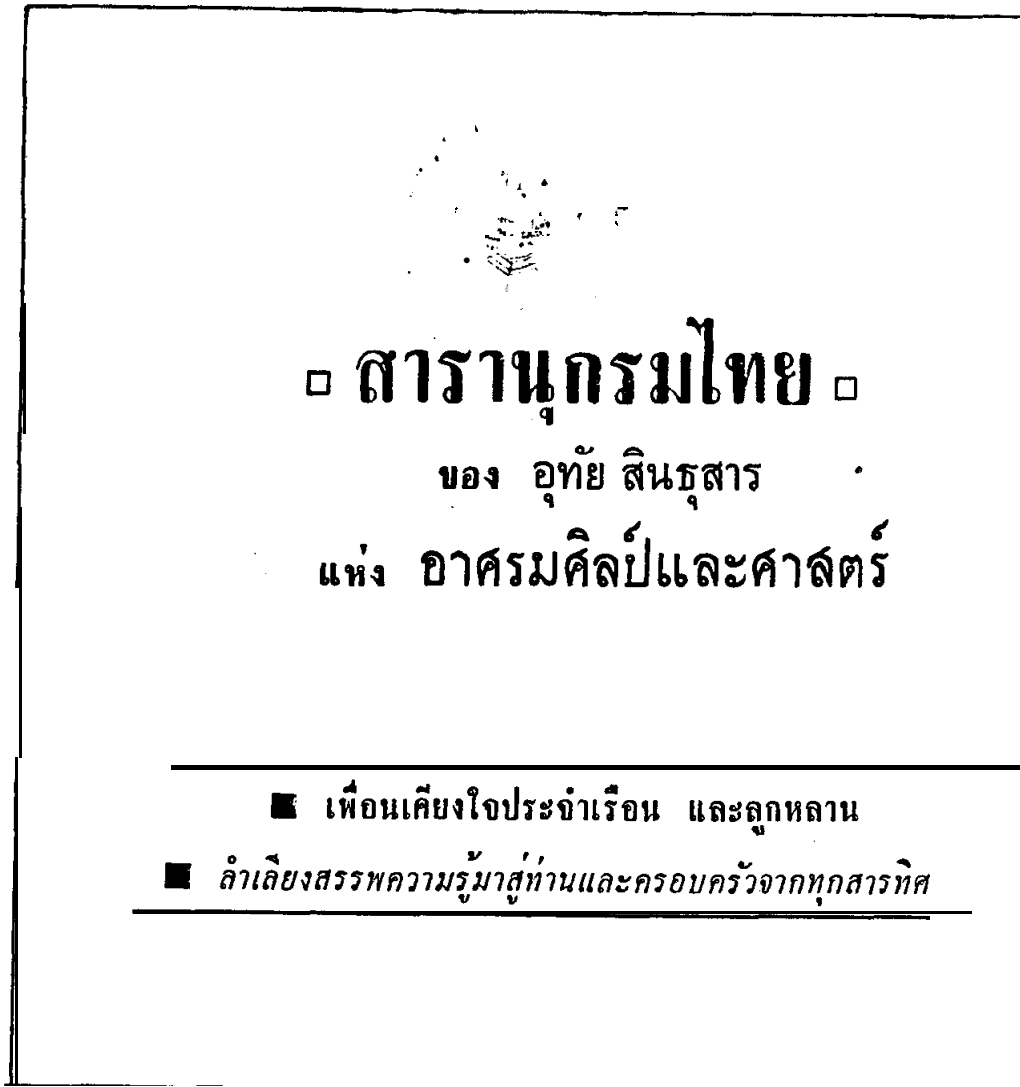 □ สารานุกรมไทย □
ของ อุทัย สินธุสาร
แห่ง อาศรมศิลป์และศาสตร์
■ เพื่อนเคียงใจประจำเรือน และลูกหลาน
■ ลำเลียงสรรพความรู้มาสู่ท่านและครอบครัวจากทุกสารทิศ